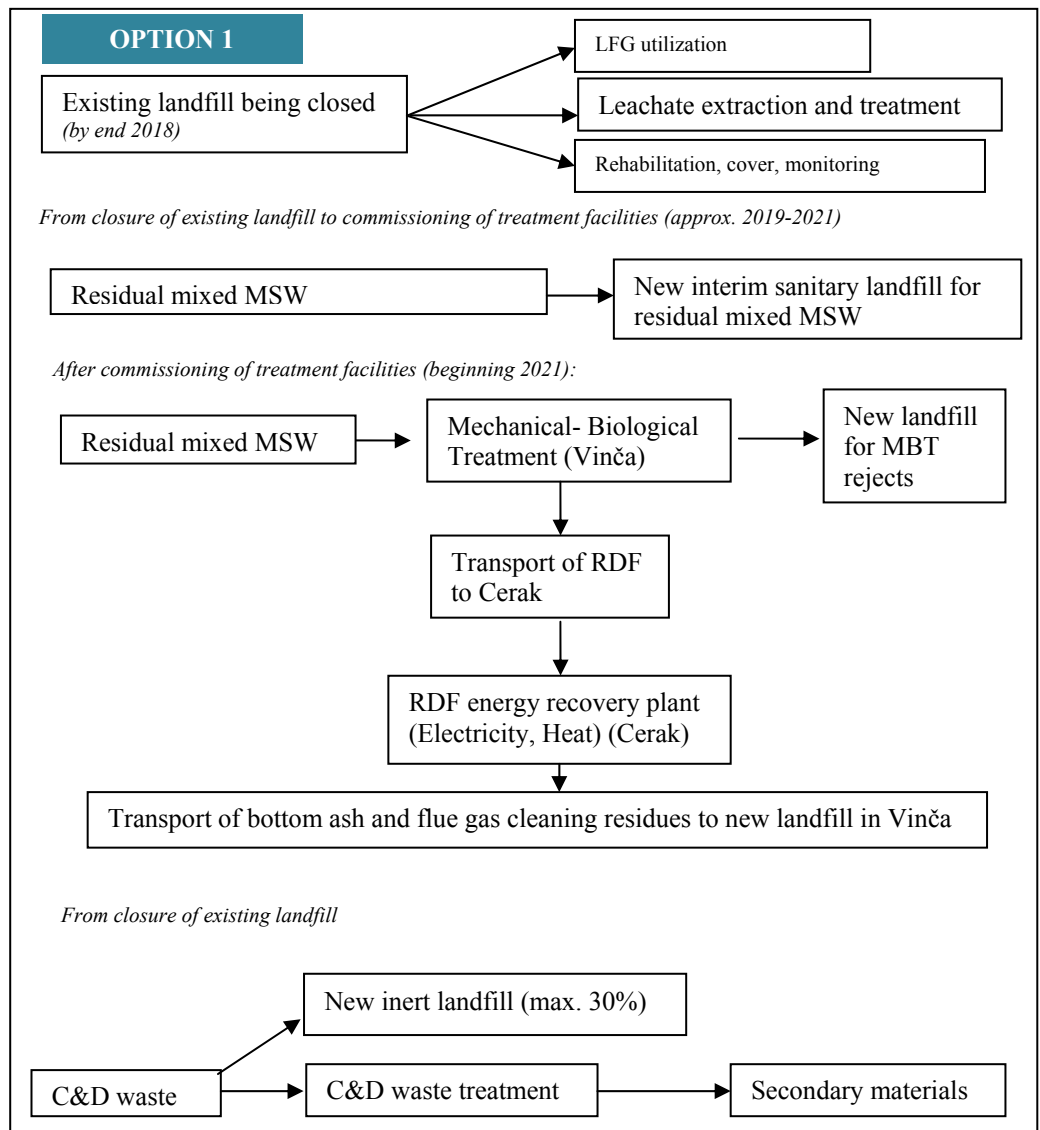 OPTION 1
LFG utilization
Existing landfill being closed
(by end 2018)
Leachate extraction and treatment
Rehabilitation, cover, monitoring
From closure of existing landfill to commissioning of treatment facilities (approx. 2019-2021)
Residual mixed MSW
New interim sanitary landfill for
residual mixed MSW
After commissioning of treatment facilities (beginning 2021):
Residual mixed MSW
Mechanical- Biological
Treatment (Vinča)
New landfill
for MBT
rejects
Transport of RDF
to Cerak
RDF energy recovery plant
(Electricity, Heat) (Cerak)
Transport of bottom ash and flue gas cleaning residues to new landfill in Vinča
From closure of existing landfill
New inert landfill (max. 30%)
C&D waste
C&D waste treatment
Secondary materials